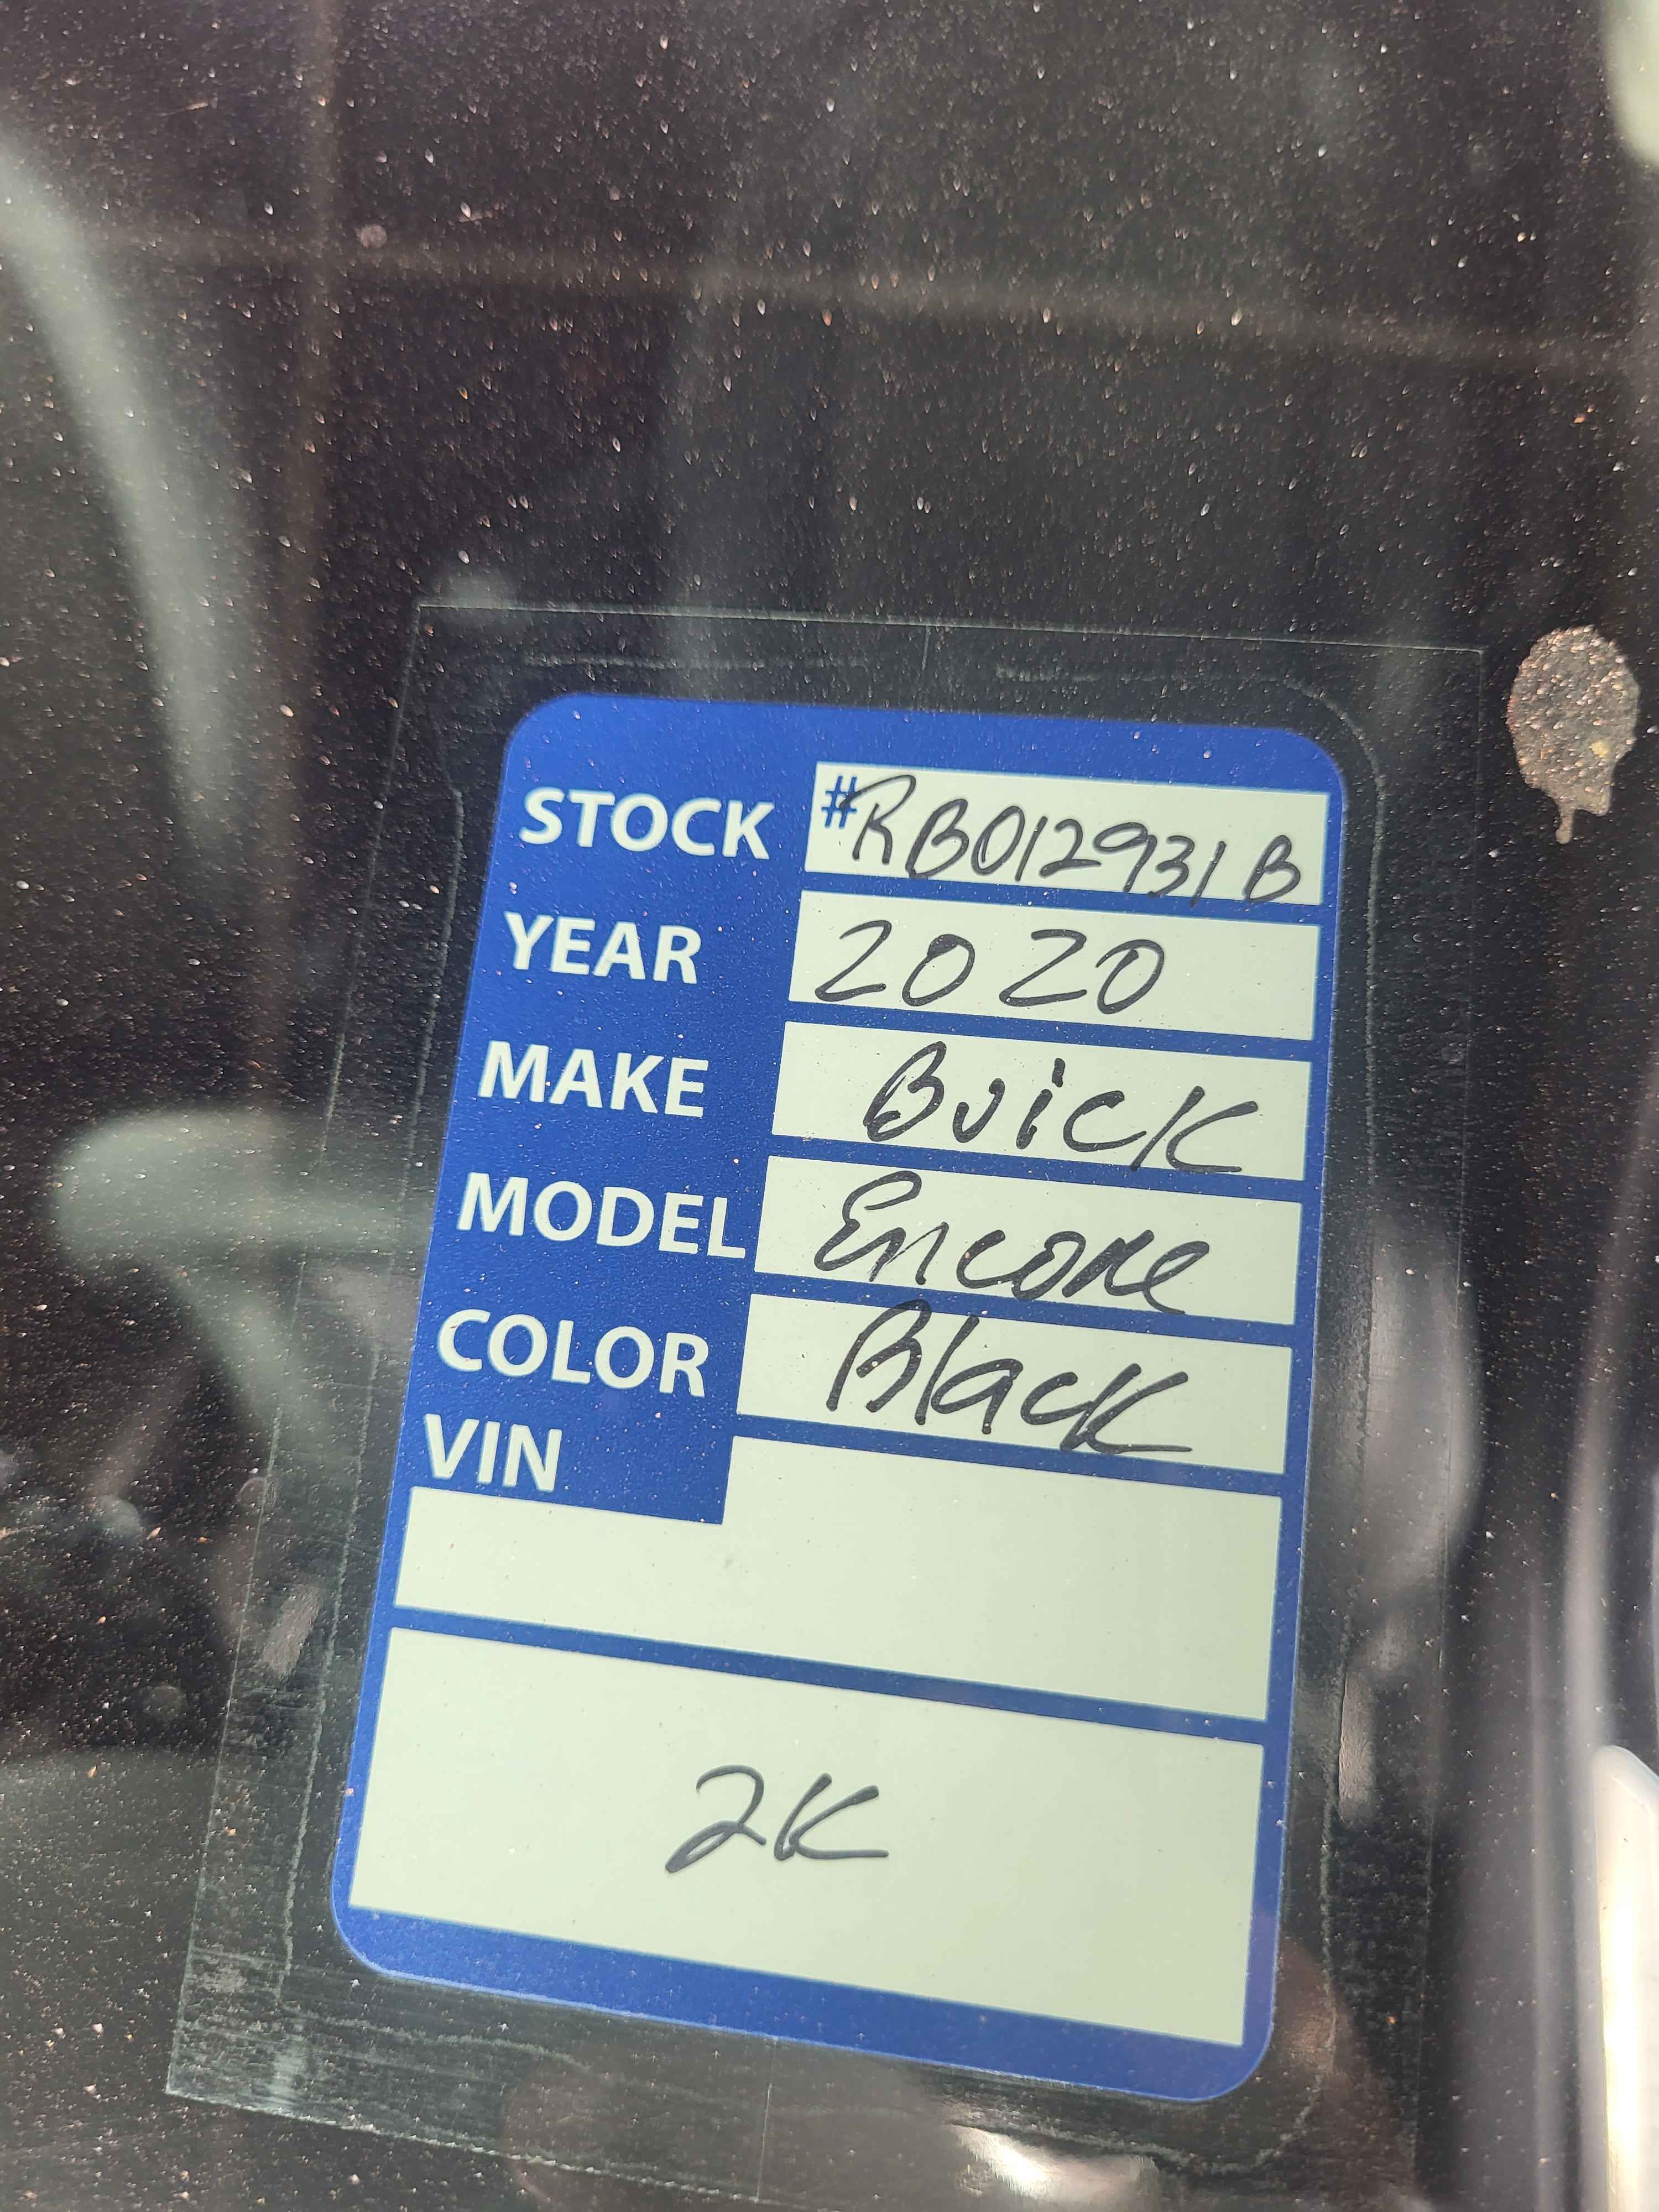 STOCK #RB012931B
YEAR 2020
MAKE Buick
MODEL Encore
COLOR Black
VIN
2K